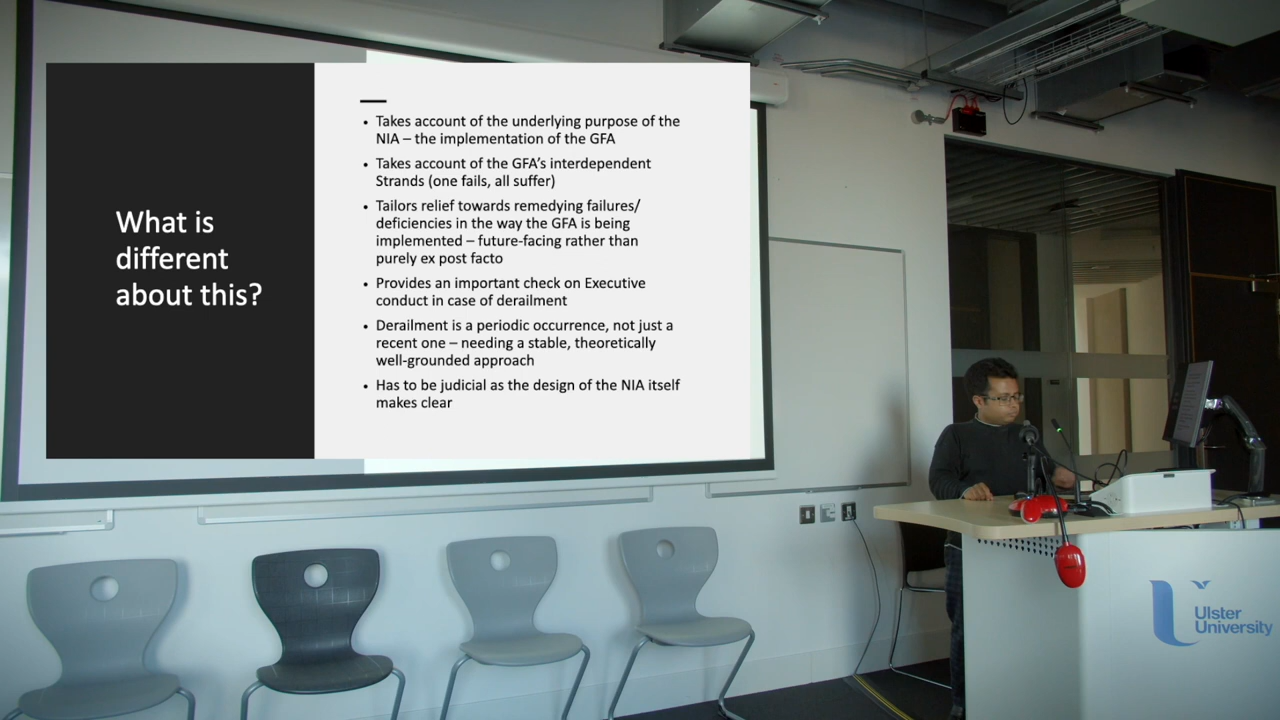 What is
different
about this?
• Takes account of the underlying purpose of the
NIA – the implementation of the GFA
• Takes account of the GFA's interdependent
Strands (one fails, all suffer)
• Tailors relief towards remedying failures/
deficiencies in the way the GFA is being
implemented – future-facing rather than
purely ex post facto
• Provides an important check on Executive
conduct in case of derailment
• Derailment is a periodic occurrence, not just a
recent one – needing a stable, theoretically
well-grounded approach
• Has to be judicial as the design of the NIA itself
makes clear
Ulster
University